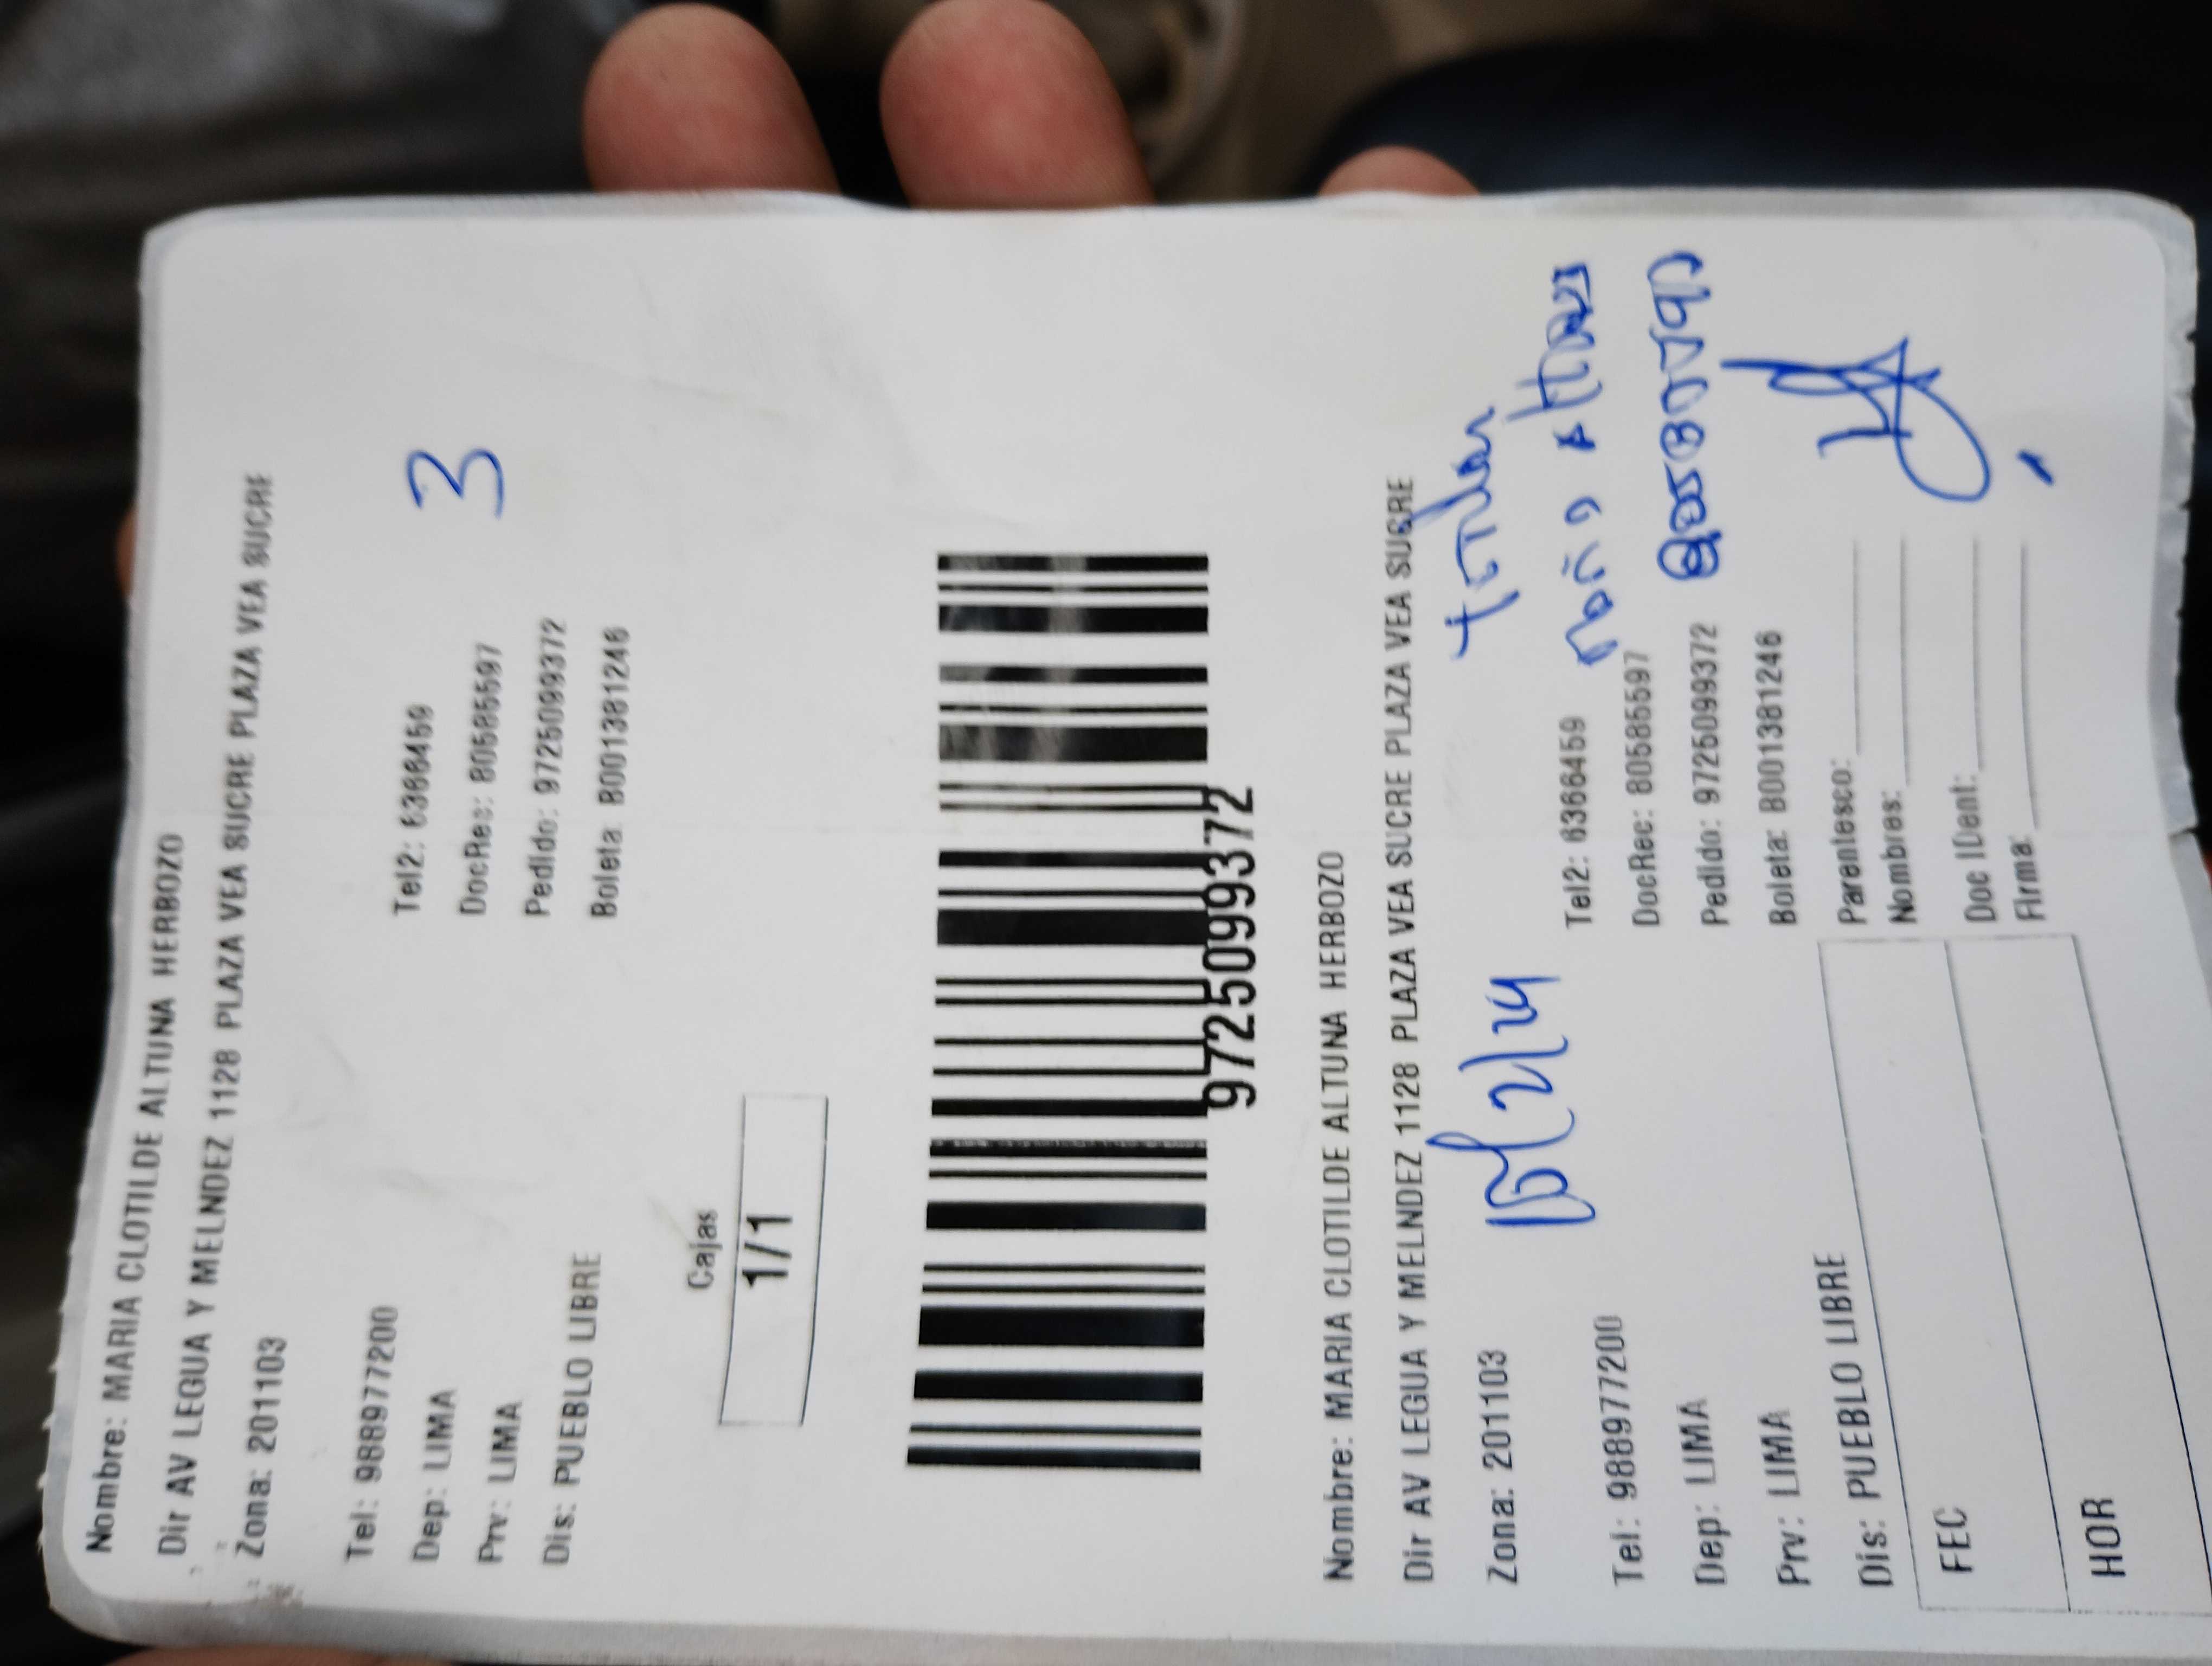 Nombre: MARIA CLOTILDE ALTUNA HERBOZO
Dir AV LEGUA Y MELNDEZ 1128 PLAZA VEA SUCRE PLAZA VEA SUCRE
Zona: 201103
Tel: 988977200
Tel2: 6366459
3
Dep: LIMA
DocRes: 80585597
Prv: LIMA
Pedido: 9725099372
Dis: PUEBLO LIBRE
Boleta: B001381246
Cajas
1/1
9725099372
Nombre: MARIA CLOTILDE ALTUNA HERBOZO
Dir AV LEGUA Y MELNDEZ 1128 PLAZA VEA SUCRE PLAZA VEA SUCRE
Zona: 201103
Tel: 988977200
Tel2: 6366459
Dep: LIMA
DocRec: 80585597
Prv: LIMA
Pedido: 9725099372
Dis: PUEBLO LIBRE
Boleta: B001381246
FEC
Parentesco:
Nombres:
HOR
Doc IDent:
Firma: